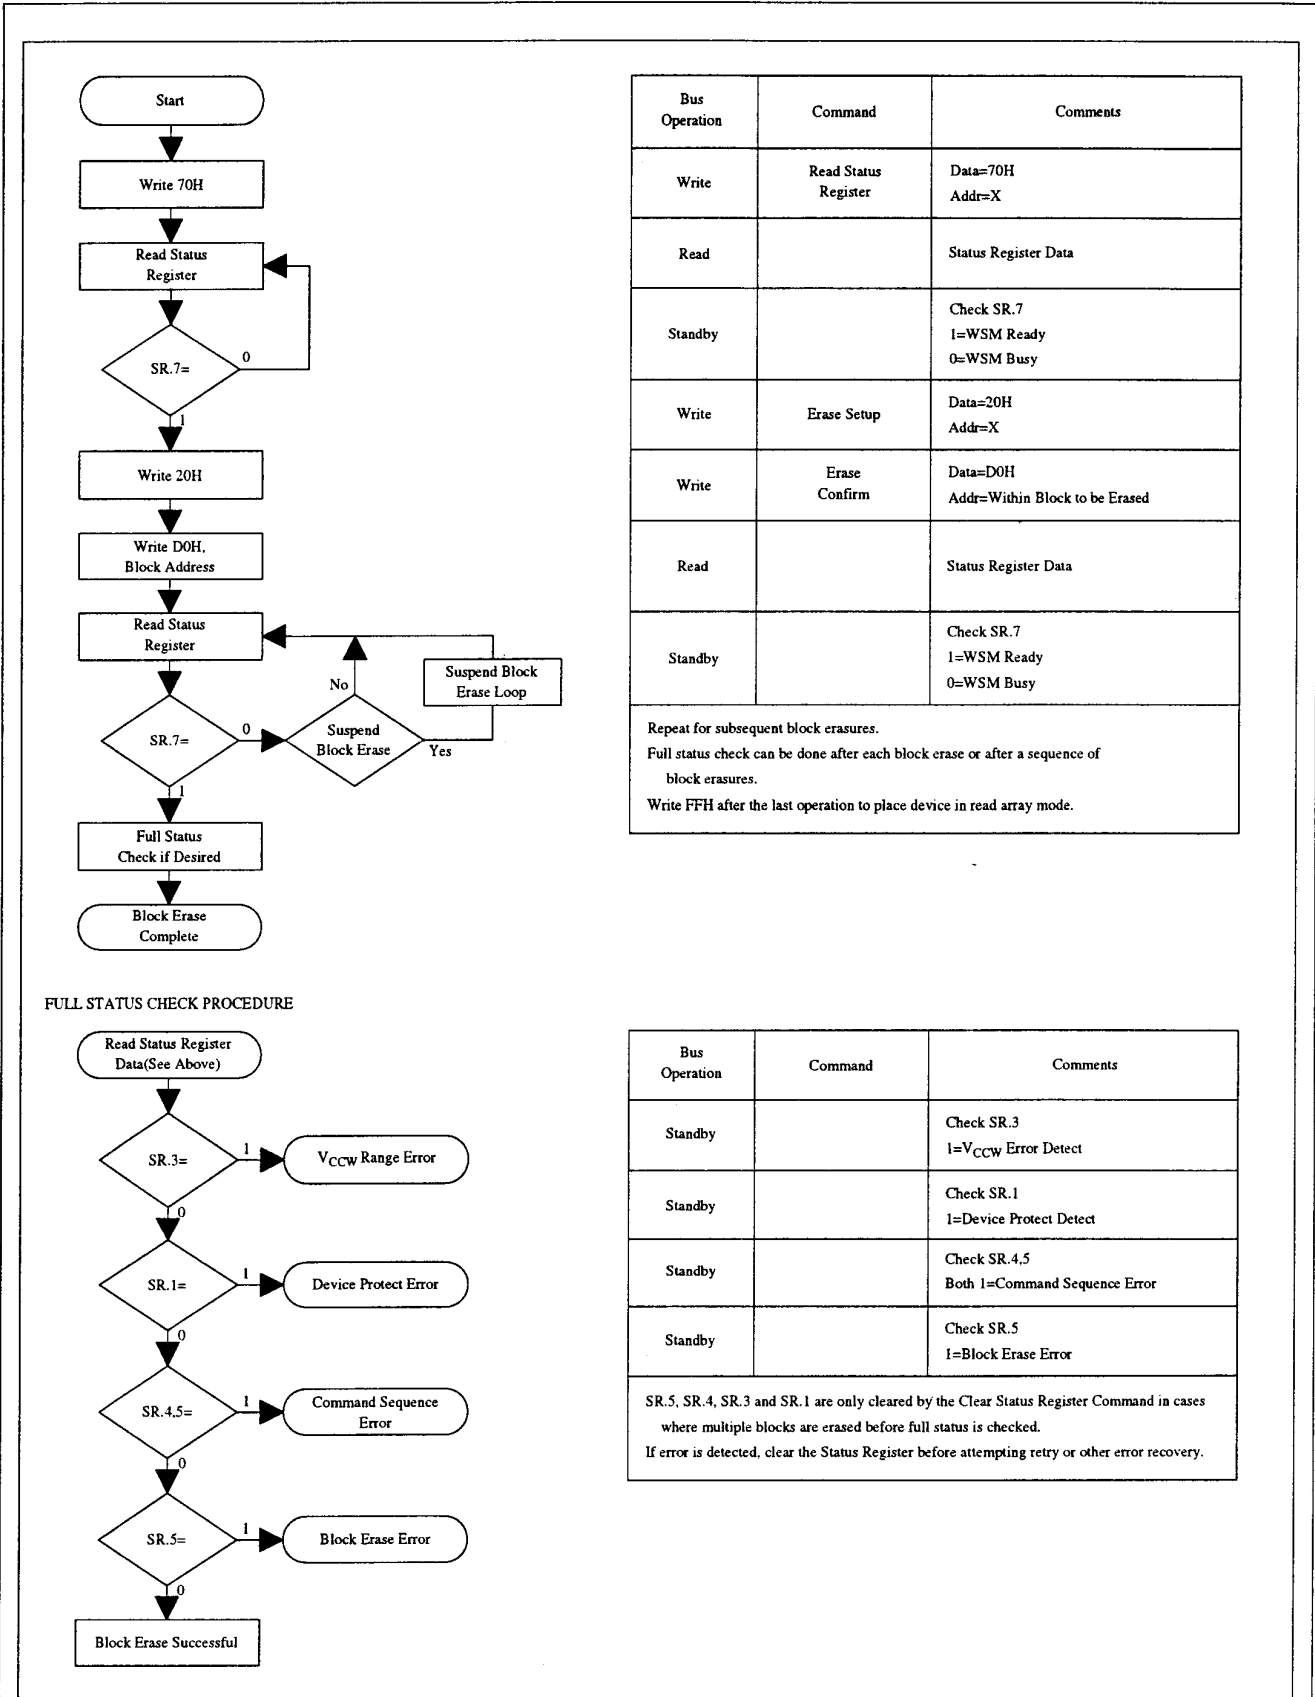 Start
Write 70H
Read Status
Register
SR.7=
0
1
Write 20H
Write D0H,
Block Address
Read Status
Register
SR.7=
0
1
Suspend
Block Erase
No
Yes
Suspend Block
Erase Loop
Full Status
Check if Desired
Block Erase
Complete
Bus
Operation
Command
Comments
Write
Read Status
Register
Data=70H
Addr=X
Read
Status Register Data
Standby
Check SR.7
1=WSM Ready
0=WSM Busy
Write
Erase Setup
Data=20H
Addr=X
Write
Erase
Confirm
Data=D0H
Addr=Within Block to be Erased
Read
Status Register Data
Standby
Check SR.7
1=WSM Ready
0=WSM Busy
Repeat for subsequent block erasures.
Full status check can be done after each block erase or after a sequence of
block erasures.
Write FFH after the last operation to place device in read array mode.
FULL STATUS CHECK PROCEDURE
Read Status Register
Data(See Above)
SR.3=
1
VCCW Range Error
0
SR.1=
1
Device Protect Error
0
SR.4,5=
1
Command Sequence
Error
0
SR.5=
1
Block Erase Error
0
Block Erase Successful
Bus
Operation
Command
Comments
Standby
Check SR.3
1=VCCW Error Detect
Standby
Check SR.1
1=Device Protect Detect
Standby
Check SR.4,5
Both 1=Command Sequence Error
Standby
Check SR.5
1=Block Erase Error
SR.5, SR.4, SR.3 and SR.1 are only cleared by the Clear Status Register Command in cases
where multiple blocks are erased before full status is checked.
If error is detected, clear the Status Register before attempting retry or other error recovery.